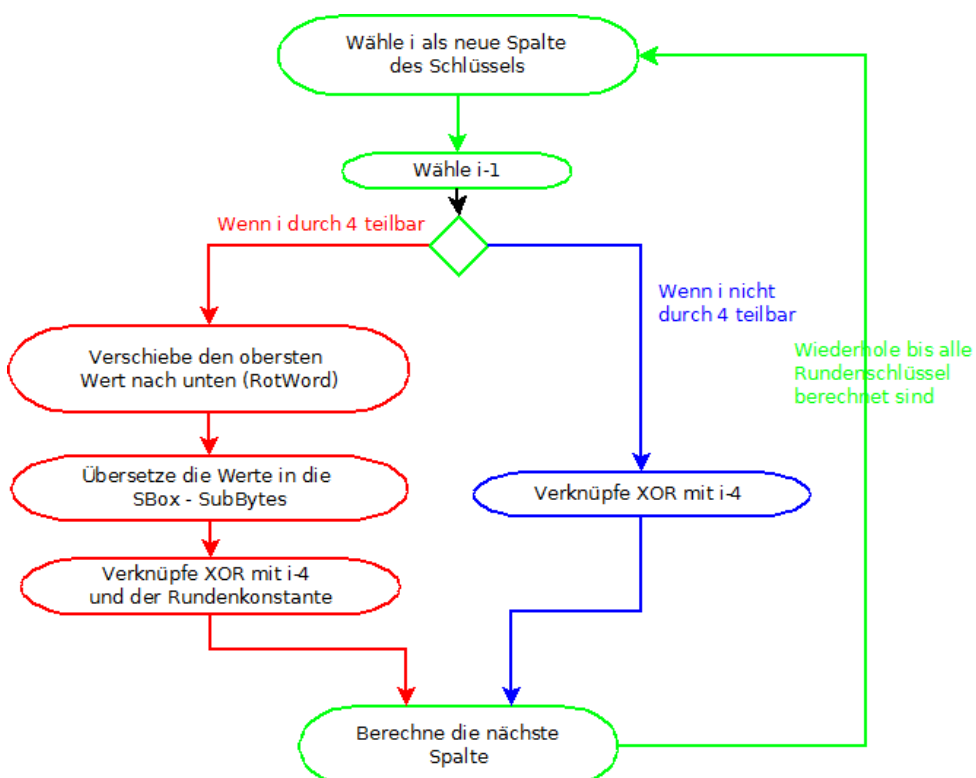 Wähle i als neue Spalte
des Schlüssels
Wähle i-1
Wenn i durch 4 teilbar
Wenn i nicht
durch 4 teilbar
Verschiebe den obersten
Wert nach unten (RotWord)
Wiederhole bis alle
Rundenschlüssel
berechnet sind
Übersetze die Werte in die
SBox - SubBytes
Verknüpfe XOR mit i-4
Verknüpfe XOR mit i-4
und der Rundenkonstante
Berechne die nächste
Spalte